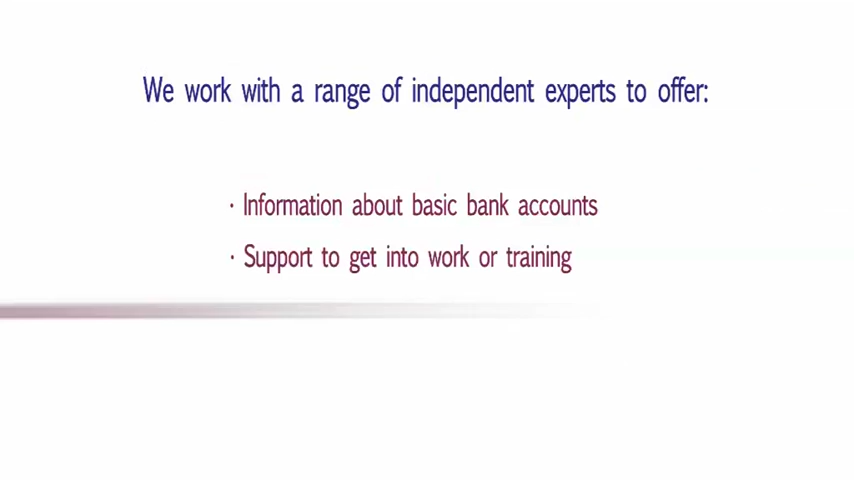 We work with a range of independent experts to offer:
· Information about basic bank accounts
· Support to get into work or training